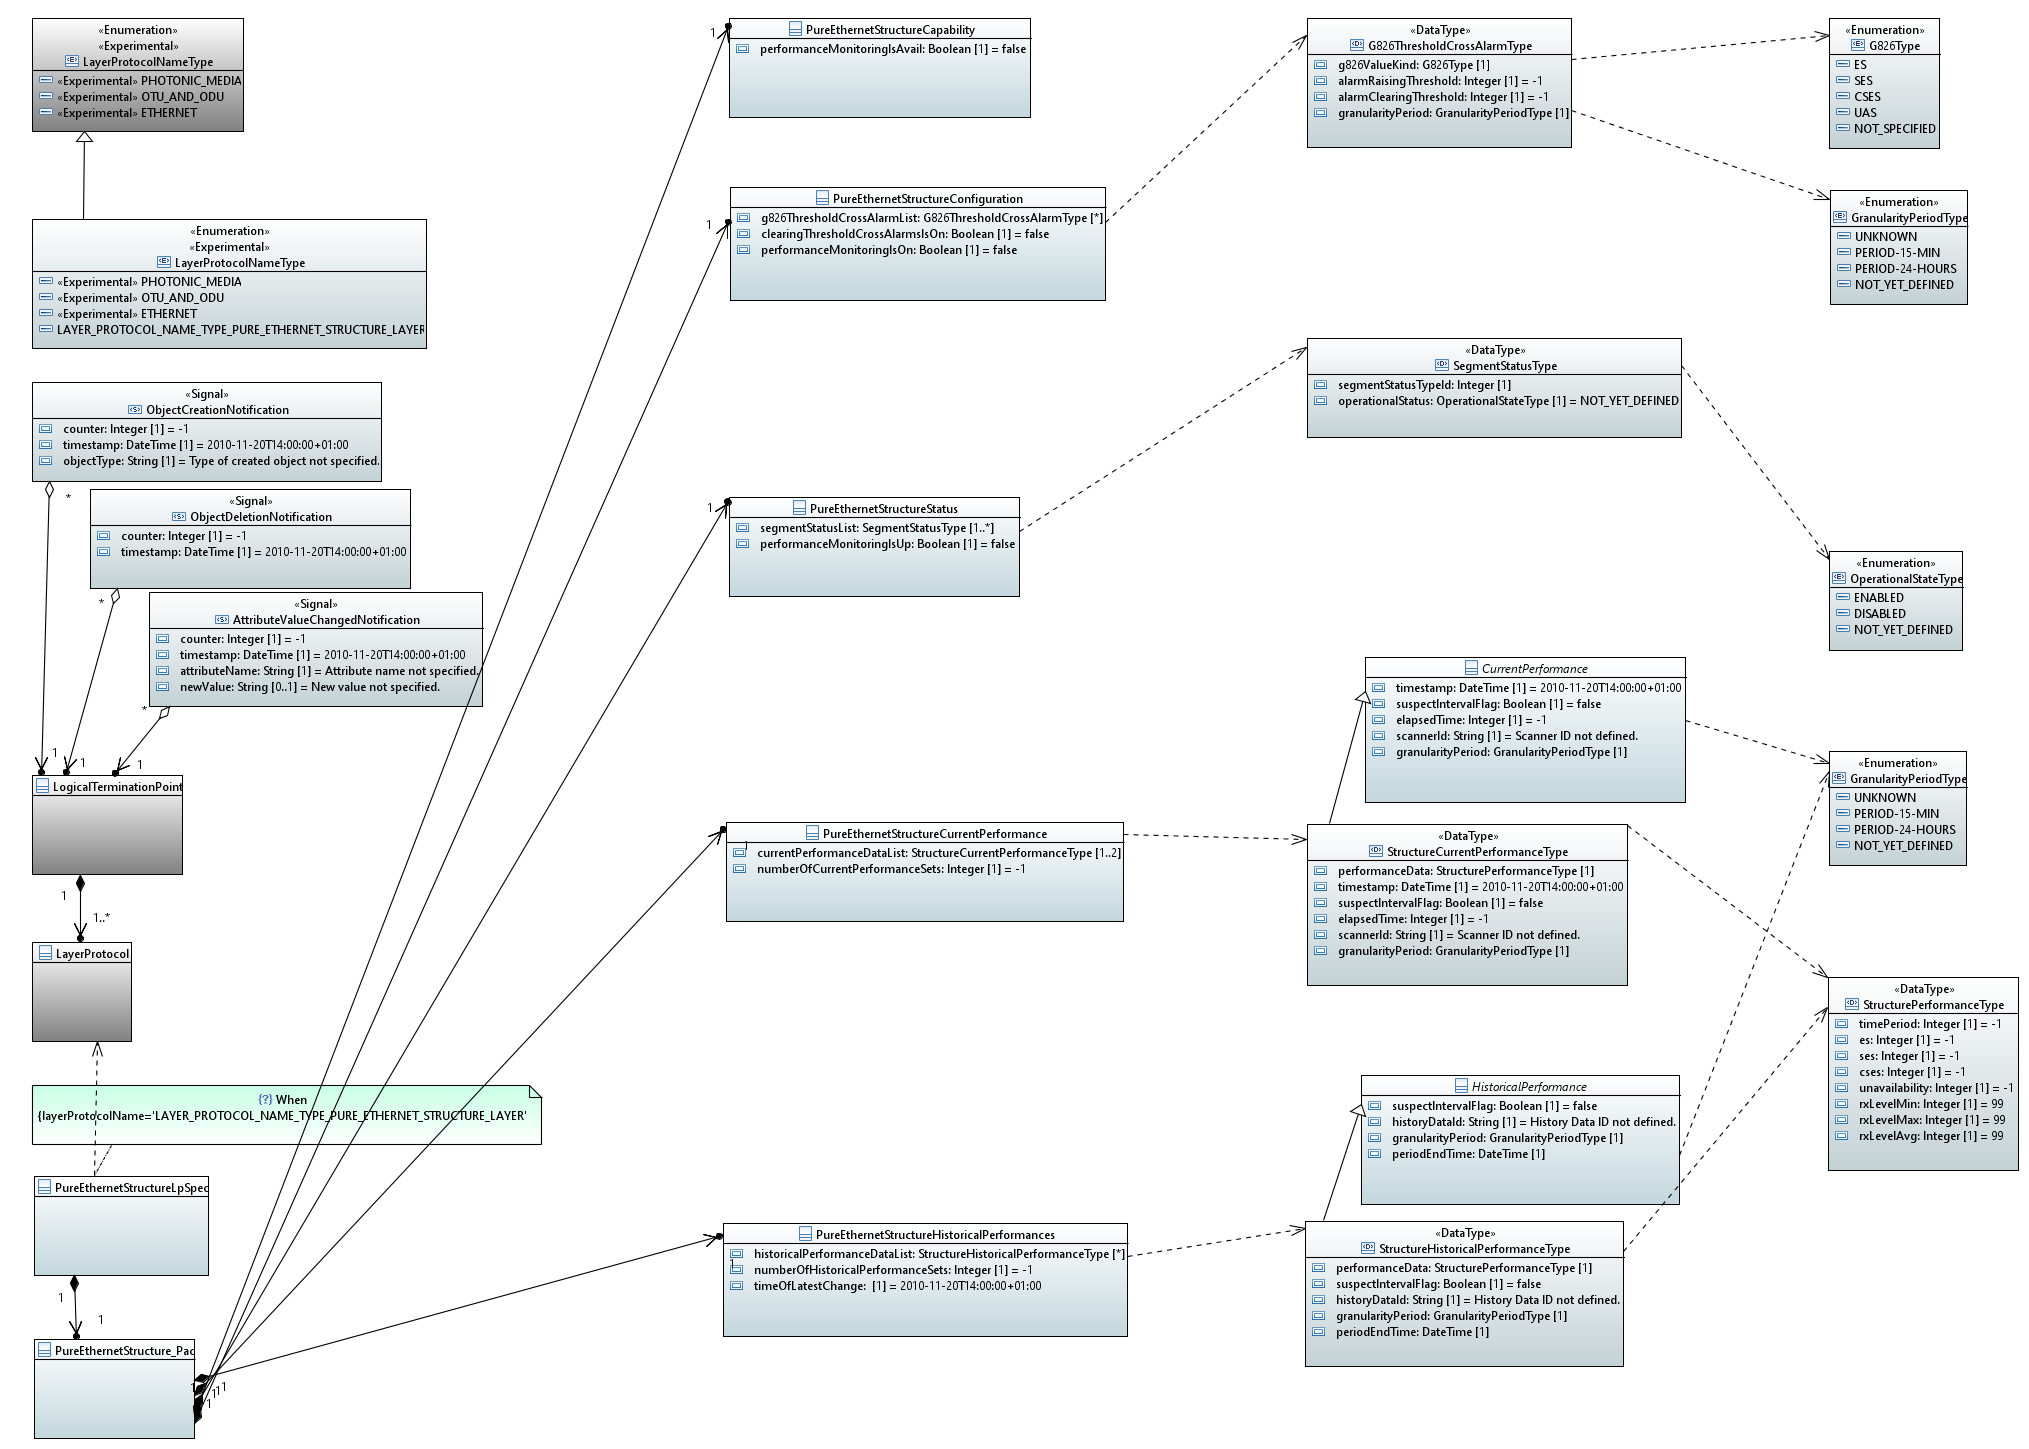 «Enumeration»
«Experimental»
LayerProtocolNameType
«Experimental» PHOTONIC_MEDIA
«Experimental» OTU_AND_ODU
«Experimental» ETHERNET
«Enumeration»
«Experimental»
LayerProtocolNameType
«Experimental» PHOTONIC_MEDIA
«Experimental» OTU_AND_ODU
«Experimental» ETHERNET
LAYER_PROTOCOL_NAME_TYPE_PURE_ETHERNET_STRUCTURE_LAYER
«Signal»
ObjectCreationNotification
counter: Integer [1] = -1
timestamp: DateTime [1] = 2010-11-20T14:00:00+01:00
objectType: String [1] = Type of created object not specified.
*
«Signal»
ObjectDeletionNotification
counter: Integer [1] = -1
timestamp: DateTime [1] = 2010-11-20T14:00:00+01:00
*
«Signal»
AttributeValueChangedNotification
counter: Integer [1] = -1
timestamp: DateTime [1] = 2010-11-20T14:00:00+01:00
attributeName: String [1] = Attribute name not specified.
newValue: String [0..1] = New value not specified.
*
1
1
1
LogicalTerminationPoint
1
1..*
LayerProtocol
{?} When
{layerProtocolName='LAYER_PROTOCOL_NAME_TYPE_PURE_ETHERNET_STRUCTURE_LAYER'
PureEthernetStructureLpSpec
1
1
PureEthernetStructure_Pac
1
1
1
1
1
1
PureEthernetStructureCapability
performanceMonitoringIsAvail: Boolean [1] = false
1
PureEthernetStructureConfiguration
g826ThresholdCrossAlarmList: G826ThresholdCrossAlarmType [*]
clearingThresholdCrossAlarmsIsOn: Boolean [1] = false
performanceMonitoringIsOn: Boolean [1] = false
1
PureEthernetStructureStatus
segmentStatusList: SegmentStatusType [1..*]
performanceMonitoringIsUp: Boolean [1] = false
PureEthernetStructureCurrentPerformance
1
currentPerformanceDataList: StructureCurrentPerformanceType [1..2]
numberOfCurrentPerformanceSets: Integer [1] = -1
PureEthernetStructureHistoricalPerformances
historicalPerformanceDataList: StructureHistoricalPerformanceType [*]
1
numberOfHistoricalPerformanceSets: Integer [1] = -1
timeOfLatestChange:  [1] = 2010-11-20T14:00:00+01:00
«DataType»
G826ThresholdCrossAlarmType
g826ValueKind: G826Type [1]
alarmRaisingThreshold: Integer [1] = -1
alarmClearingThreshold: Integer [1] = -1
granularityPeriod: GranularityPeriodType [1]
«DataType»
SegmentStatusType
segmentStatusTypeId: Integer [1]
operationalStatus: OperationalStateType [1] = NOT_YET_DEFINED
CurrentPerformance
timestamp: DateTime [1] = 2010-11-20T14:00:00+01:00
suspectIntervalFlag: Boolean [1] = false
elapsedTime: Integer [1] = -1
scannerId: String [1] = Scanner ID not defined.
granularityPeriod: GranularityPeriodType [1]
«DataType»
StructureCurrentPerformanceType
performanceData: StructurePerformanceType [1]
timestamp: DateTime [1] = 2010-11-20T14:00:00+01:00
suspectIntervalFlag: Boolean [1] = false
elapsedTime: Integer [1] = -1
scannerId: String [1] = Scanner ID not defined.
granularityPeriod: GranularityPeriodType [1]
HistoricalPerformance
suspectIntervalFlag: Boolean [1] = false
historyDataId: String [1] = History Data ID not defined.
granularityPeriod: GranularityPeriodType [1]
periodEndTime: DateTime [1]
«DataType»
StructureHistoricalPerformanceType
performanceData: StructurePerformanceType [1]
suspectIntervalFlag: Boolean [1] = false
historyDataId: String [1] = History Data ID not defined.
granularityPeriod: GranularityPeriodType [1]
periodEndTime: DateTime [1]
«Enumeration»
G826Type
ES
SES
CSES
UAS
NOT_SPECIFIED
«Enumeration»
GranularityPeriodType
UNKNOWN
PERIOD-15-MIN
PERIOD-24-HOURS
NOT_YET_DEFINED
«Enumeration»
OperationalStateType
ENABLED
DISABLED
NOT_YET_DEFINED
«Enumeration»
GranularityPeriodType
UNKNOWN
PERIOD-15-MIN
PERIOD-24-HOURS
NOT_YET_DEFINED
«DataType»
StructurePerformanceType
timePeriod: Integer [1] = -1
es: Integer [1] = -1
ses: Integer [1] = -1
cses: Integer [1] = -1
unavailability: Integer [1] = -1
rxLevelMin: Integer [1] = 99
rxLevelMax: Integer [1] = 99
rxLevelAvg: Integer [1] = 99